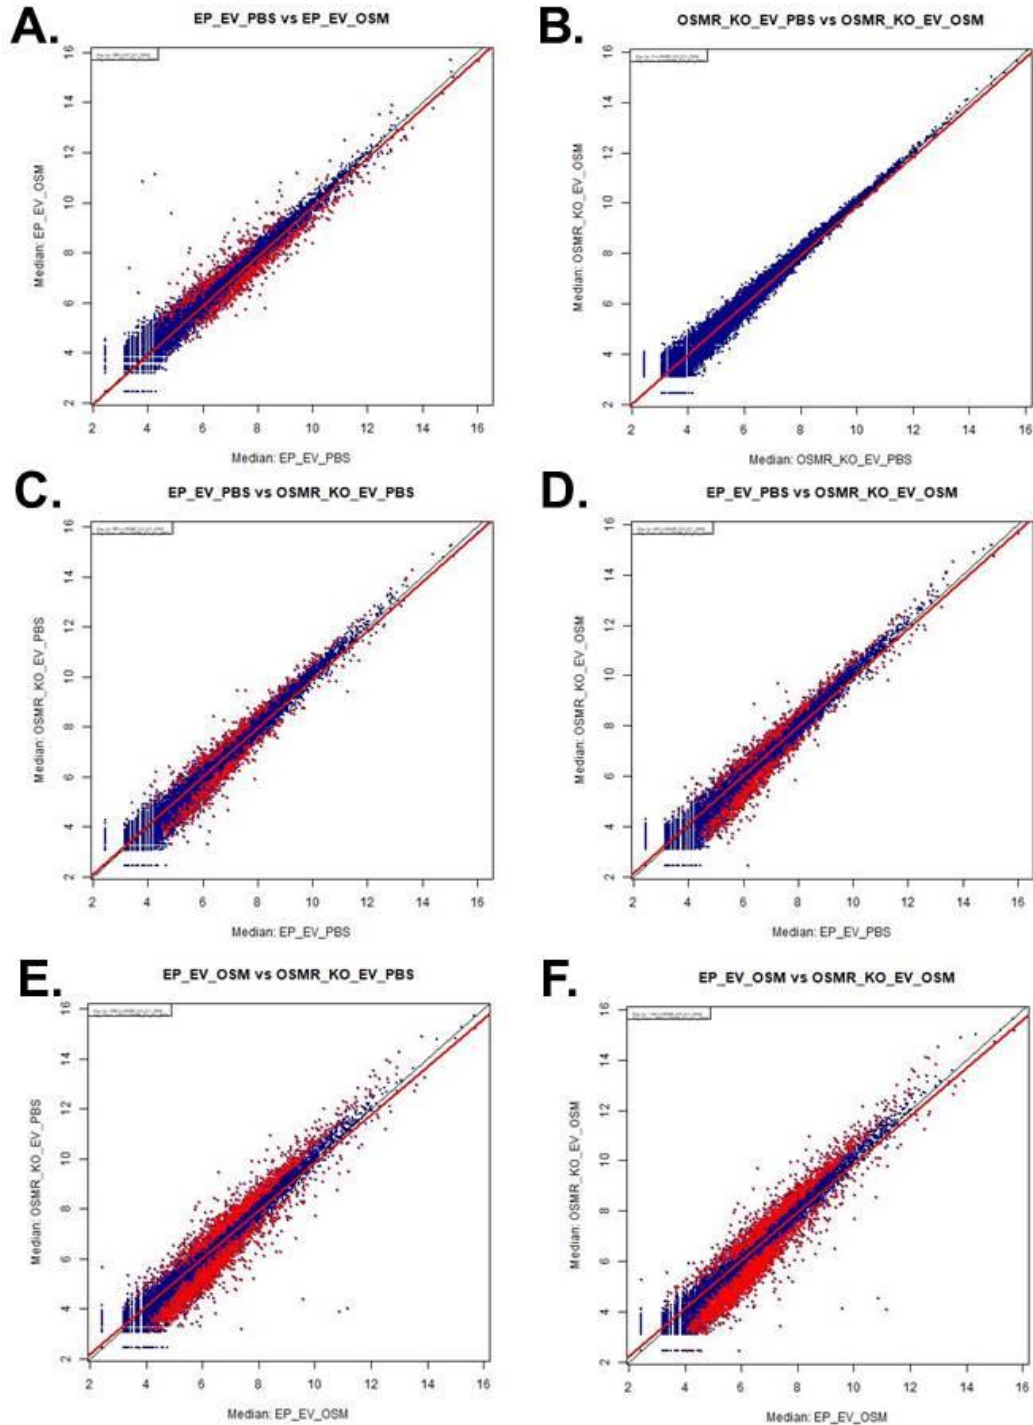 A.
EP_EV_PBS vs EP_EV_OSM
16
14
12
10
8
6
4
2
Median: EP_EV_OSM
2 4 6 8 10 12 14 16
Median: EP_EV_PBS
B.
OSMR_KO_EV_PBS vs OSMR_KO_EV_OSM
16
14
12
10
8
6
4
2
Median: OSMR_KO_EV_OSM
2 4 6 8 10 12 14 16
Median: OSMR_KO_EV_PBS
C.
EP_EV_PBS vs OSMR_KO_EV_PBS
16
14
12
10
8
6
4
2
Median: OSMR_KO_EV_PBS
2 4 6 8 10 12 14 16
Median: EP_EV_PBS
D.
EP_EV_PBS vs OSMR_KO_EV_OSM
16
14
12
10
8
6
4
2
Median: OSMR_KO_EV_OSM
2 4 6 8 10 12 14 16
Median: EP_EV_PBS
E.
EP_EV_OSM vs OSMR_KO_EV_PBS
16
14
12
10
8
6
4
2
Median: OSMR_KO_EV_PBS
2 4 6 8 10 12 14 16
Median: EP_EV_OSM
F.
EP_EV_OSM vs OSMR_KO_EV_OSM
16
14
12
10
8
6
4
2
Median: OSMR_KO_EV_OSM
2 4 6 8 10 12 14 16
Median: EP_EV_OSM